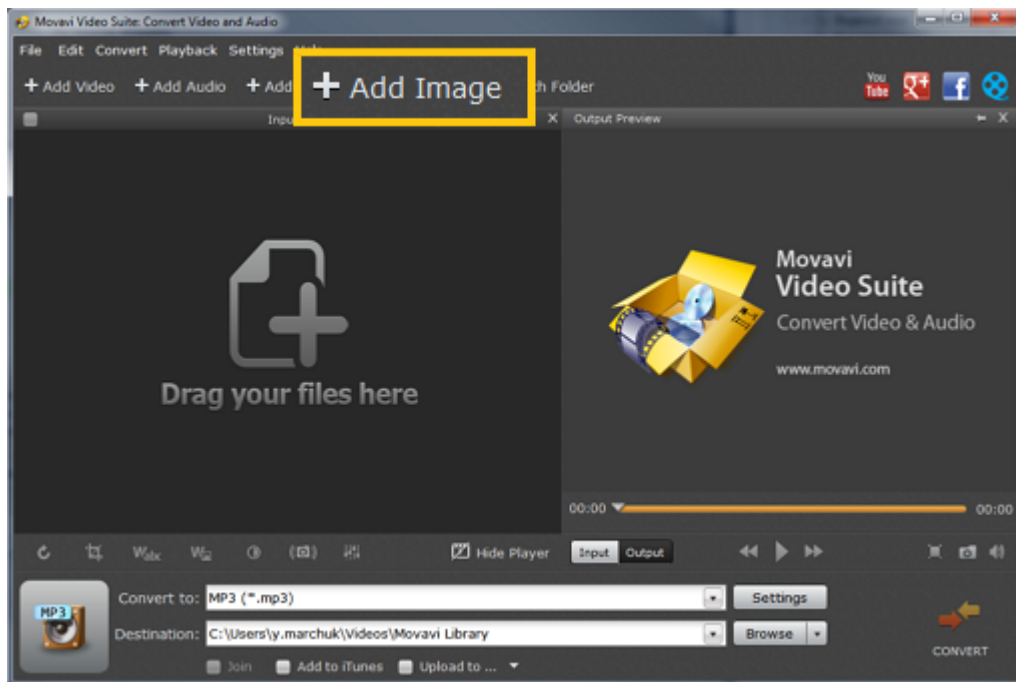 Movavi Video Suite: Convert Video and Audio
File Edit Convert Playback Settings
+ Add Video + Add Audio + Add + Add Image h Folder
You Tube
Output Preview
Drag your files here
Movavi
Video Suite
Convert Video & Audio
www.movavi.com
00:00 00:00
Wabc
Hide Player Input Output
MP3
Convert to: MP3 (*.mp3) Settings
Destination: C:\Users\y.marchuk\Videos\Movavi Library Browse
Join Add to iTunes Upload to ...
CONVERT